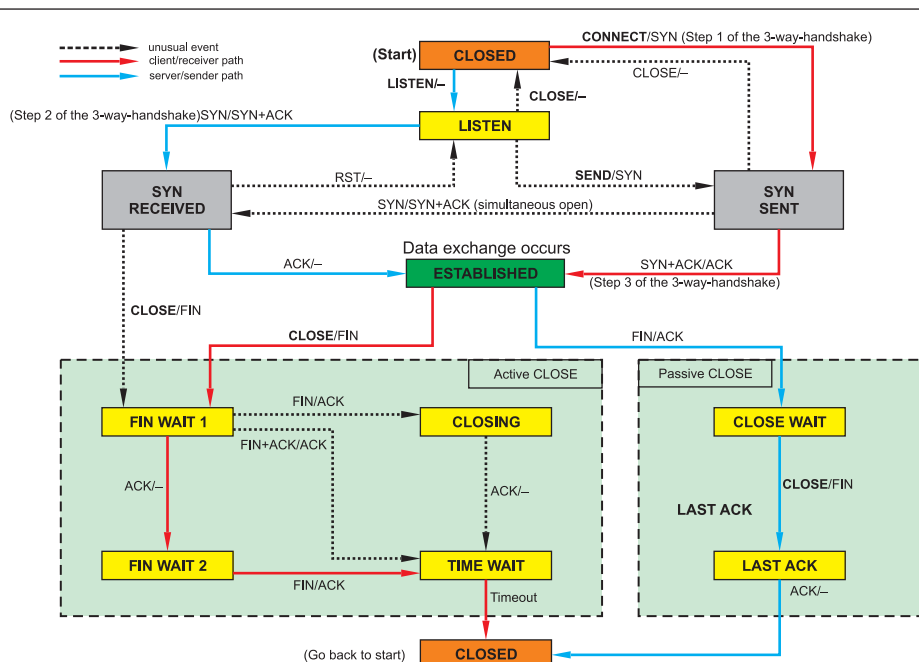 unusual event
client/receiver path
server/sender path
(Start)
CLOSED
CONNECT/SYN (Step 1 of the 3-way-handshake)
CLOSE/–
LISTEN/–
CLOSE/–
(Step 2 of the 3-way-handshake)SYN/SYN+ACK
LISTEN
RST/–
SEND/SYN
SYN
RECEIVED
SYN
SENT
SYN/SYN+ACK (simultaneous open)
Data exchange occurs
ACK/–
ESTABLISHED
SYN+ACK/ACK
(Step 3 of the 3-way-handshake)
CLOSE/FIN
CLOSE/FIN
FIN/ACK
Active CLOSE
Passive CLOSE
FIN WAIT 1
FIN/ACK
CLOSING
CLOSE WAIT
FIN+ACK/ACK
ACK/–
ACK/–
CLOSE/FIN
LAST ACK
FIN WAIT 2
FIN/ACK
TIME WAIT
LAST ACK
Timeout
ACK/–
(Go back to start)
CLOSED